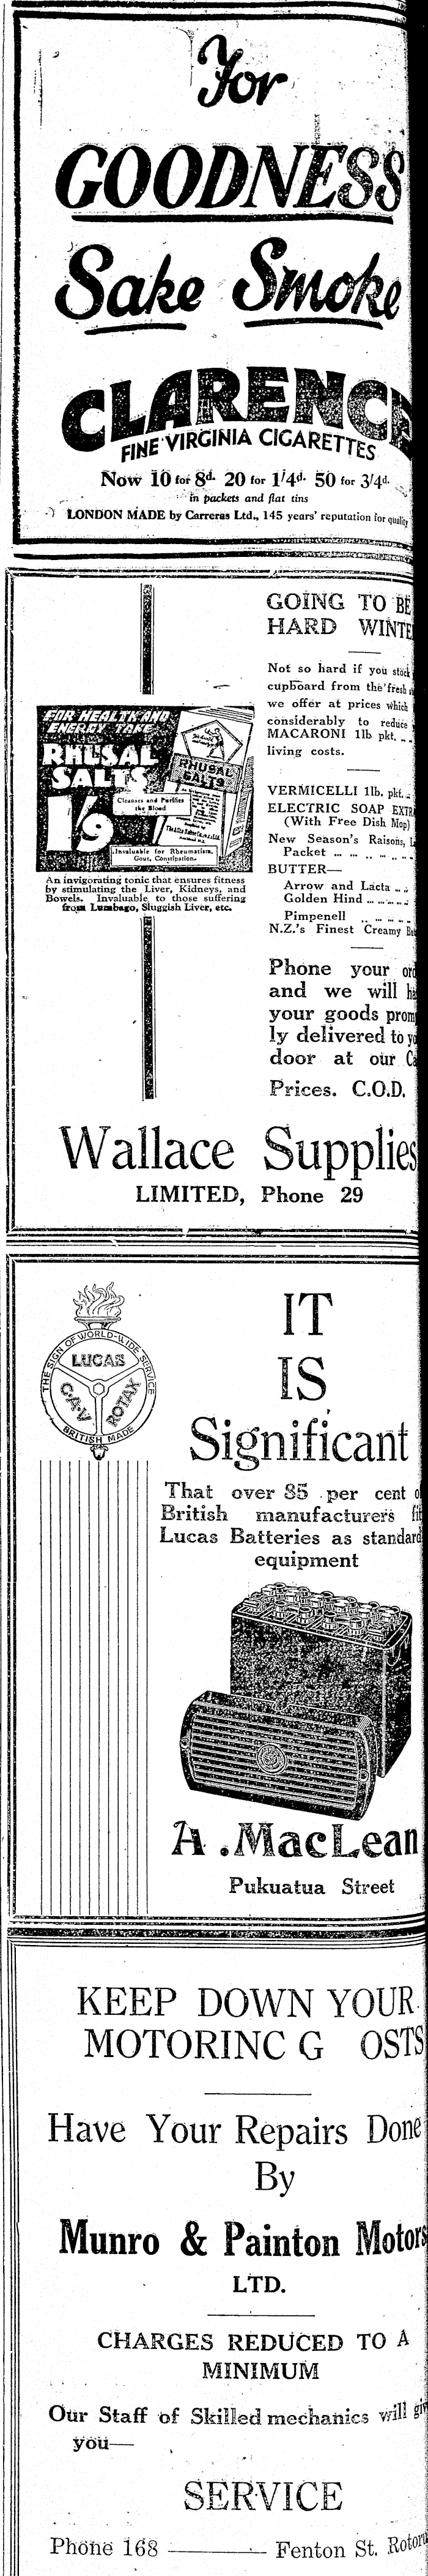 For
GOODNESS
Sake Smoke
CLARENCE
FINE VIRGINIA CIGARETTES
Now 10 for 8d. 20 for 1/4d. 50 for 3/4d.
in packets and flat tins
LONDON MADE by Carreras Ltd., 145 years' reputation for quality
FOR HEALTH AND
ENERGY TAKE
RHUSAL
SALTS
1/9
RHUSAL
SALTS
Cleanses and Purifies
the Blood
Invaluable for Rheumatism,
Gout, Constipation.
An invigorating tonic that ensures fitness
by stimulating the Liver, Kidneys, and
Bowels. Invaluable to those suffering
from Lumbago, Sluggish Liver, etc.
GOING TO BE
HARD WINTE
Not so hard if you stock
cupboard from the fresh
we offer at prices which
considerably to reduce
MACARONI 1lb pkt. ..
living costs.
VERMICELLI 1lb. pkt. ..
ELECTRIC SOAP EXTR
(With Free Dish Mop)
New Season's Raisons,
Packet ... ... .. ... ... ..
BUTTER—
Arrow and Lacta .. ..
Golden Hind ... ... ... ...
Pimpenell .. ... ... ..
N.Z.'s Finest Creamy
Phone your ord
and we will ha
your goods prom
ly delivered to yo
door at our Ca
Prices. C.O.D.
Wallace Supplies
LIMITED, Phone 29
THE SIGN OF WORLD-WIDE SERVICE
LUCAS
C.A.V
ROTAX
BRITISH MADE
IT
IS
Significant
That over 85 per cent o
British manufacturers fit
Lucas Batteries as standard
equipment
A. MacLean
Pukuatua Street
KEEP DOWN YOUR
MOTORINC G OSTS
Have Your Repairs Done
By
Munro & Painton Motors
LTD.
CHARGES REDUCED TO A
MINIMUM
Our Staff of Skilled mechanics will giv
you—
SERVICE
Phone 168 ——— Fenton St. Rotoru